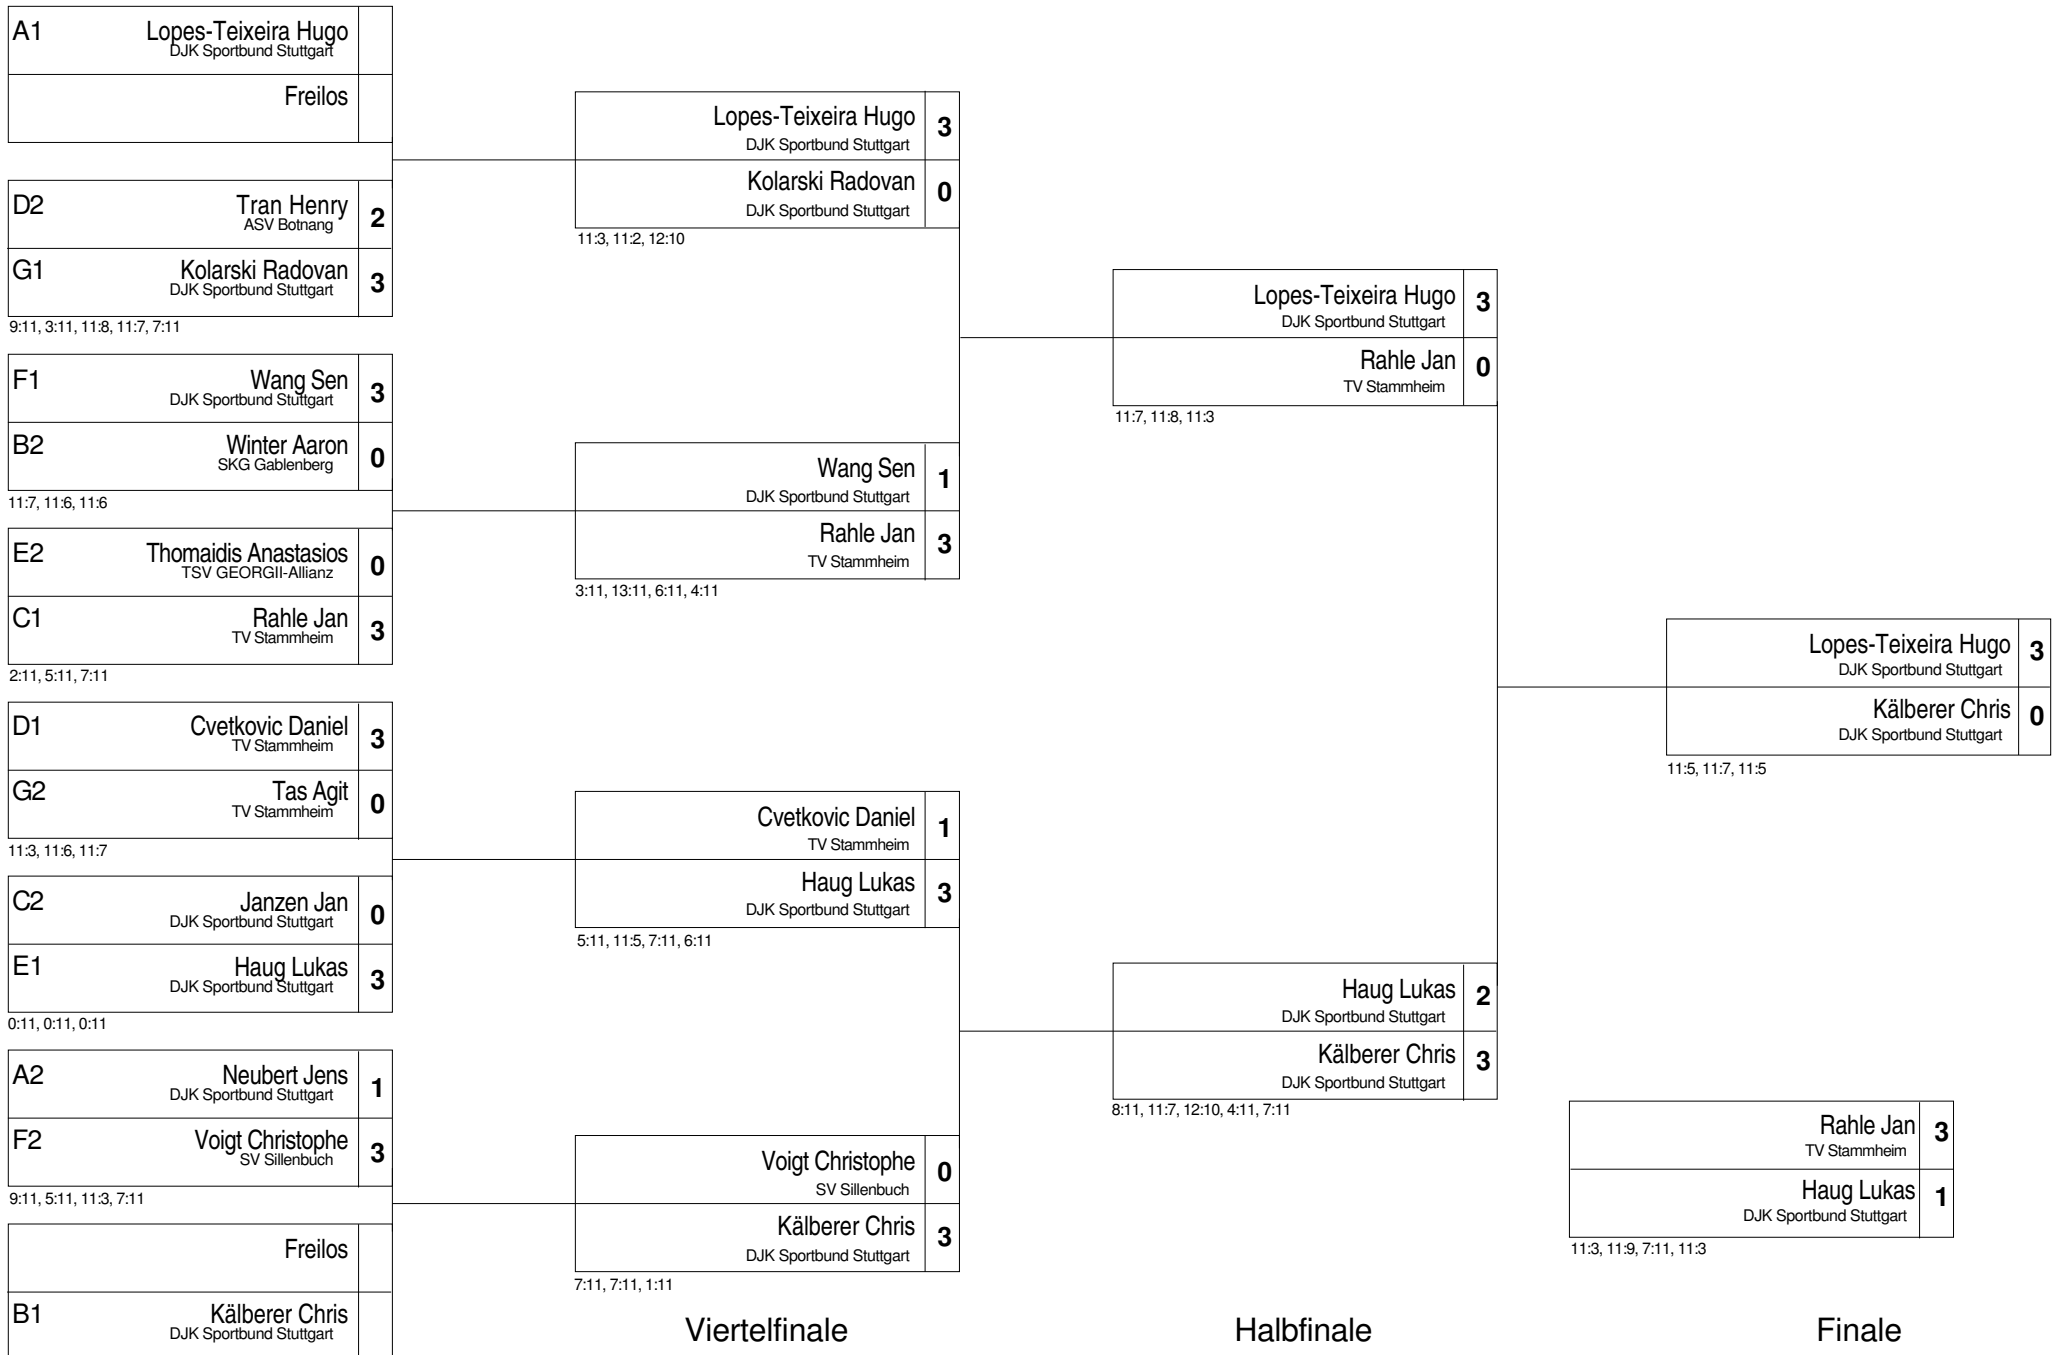 A1 Lopes-Teixeira Hugo
DJK Sportbund Stuttgart
Freilos
D2 Tran Henry 2
ASV Botnang
G1 Kolarski Radovan 3
DJK Sportbund Stuttgart
9:11, 3:11, 11:8, 11:7, 7:11
F1 Wang Sen 3
DJK Sportbund Stuttgart
B2 Winter Aaron 0
SKG Gablenberg
11:7, 11:6, 11:6
E2 Thomaidis Anastasios 0
TSV GEORGII-Allianz
C1 Rahle Jan 3
TV Stammheim
2:11, 5:11, 7:11
D1 Cvetkovic Daniel 3
TV Stammheim
G2 Tas Agit 0
TV Stammheim
11:3, 11:6, 11:7
C2 Janzen Jan 0
DJK Sportbund Stuttgart
E1 Haug Lukas 3
DJK Sportbund Stuttgart
0:11, 0:11, 0:11
A2 Neubert Jens 1
DJK Sportbund Stuttgart
F2 Voigt Christophe 3
SV Sillenbuch
9:11, 5:11, 11:3, 7:11
Freilos
B1 Kälberer Chris
DJK Sportbund Stuttgart
Lopes-Teixeira Hugo 3
DJK Sportbund Stuttgart
Kolarski Radovan 0
DJK Sportbund Stuttgart
11:3, 11:2, 12:10
Wang Sen 1
DJK Sportbund Stuttgart
Rahle Jan 3
TV Stammheim
3:11, 13:11, 6:11, 4:11
Cvetkovic Daniel 1
TV Stammheim
Haug Lukas 3
DJK Sportbund Stuttgart
5:11, 11:5, 7:11, 6:11
Voigt Christophe 0
SV Sillenbuch
Kälberer Chris 3
DJK Sportbund Stuttgart
7:11, 7:11, 1:11
Viertelfinale
Lopes-Teixeira Hugo 3
DJK Sportbund Stuttgart
Rahle Jan 0
TV Stammheim
11:7, 11:8, 11:3
Haug Lukas 2
DJK Sportbund Stuttgart
Kälberer Chris 3
DJK Sportbund Stuttgart
8:11, 11:7, 12:10, 4:11, 7:11
Halbfinale
Lopes-Teixeira Hugo 3
DJK Sportbund Stuttgart
Kälberer Chris 0
DJK Sportbund Stuttgart
11:5, 11:7, 11:5
Rahle Jan 3
TV Stammheim
Haug Lukas 1
DJK Sportbund Stuttgart
11:3, 11:9, 7:11, 11:3
Finale